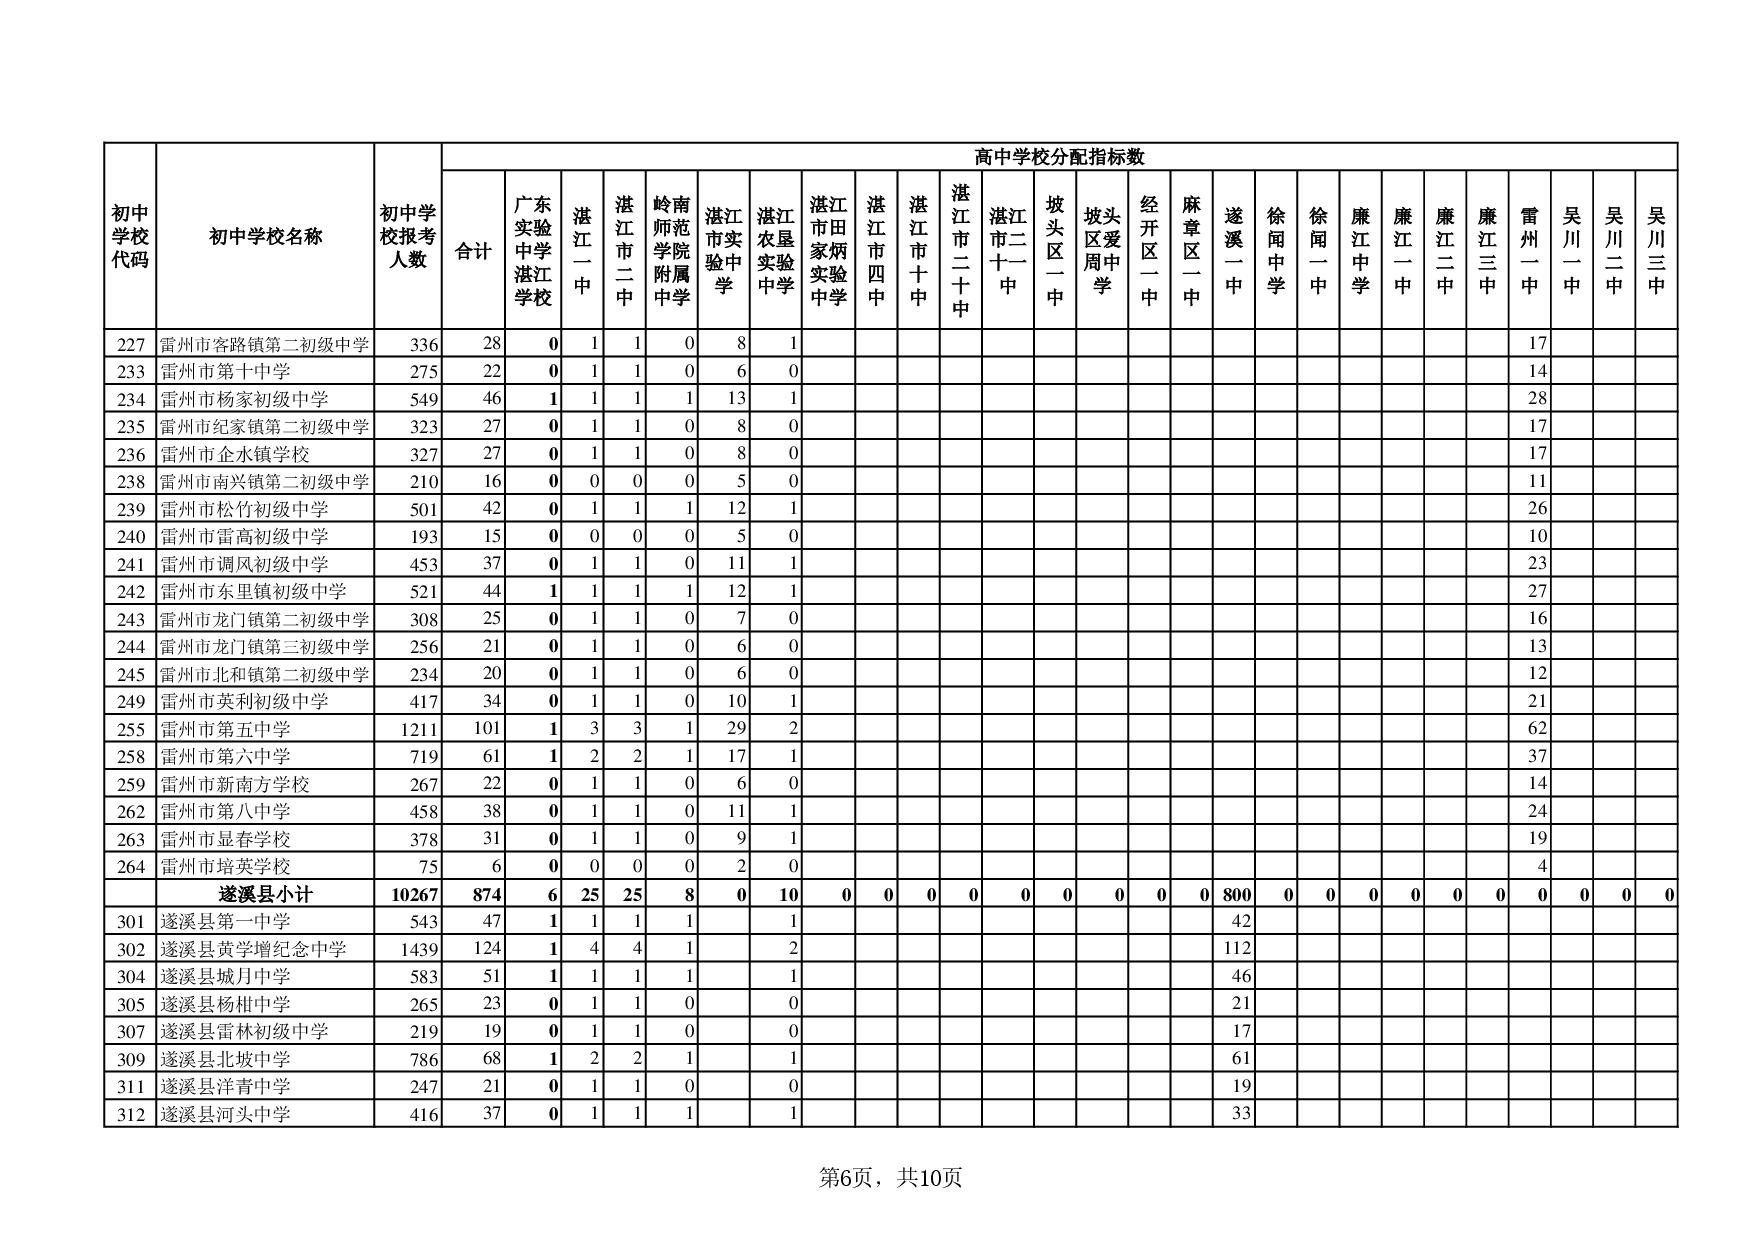 高中学校分配指标数
初中学校代码 初中学校名称 初中学校报考人数 合计 广东实验中学湛江学校 湛江一中 湛江市二中 岭南师范学院附属中学 湛江市实验中学 湛江农垦实验中学 湛江市田家炳实验中学 湛江市四中 湛江市十中 湛江市二十中 湛江市二十一中 坡头区一中 坡头区爱周中学 经开区一中 麻章区一中 遂溪一中 徐闻中学 徐闻一中 廉江中学 廉江一中 廉江二中 廉江三中 雷州一中 吴川一中 吴川二中 吴川三中
227 雷州市客路镇第二初级中学 336 28 0 1 1 0 8 1 17
233 雷州市第十中学 275 22 0 1 1 0 6 0 14
234 雷州市杨家初级中学 549 46 1 1 1 1 13 1 28
235 雷州市纪家镇第二初级中学 323 27 0 1 1 0 8 0 17
236 雷州市企水镇学校 327 27 0 1 1 0 8 0 17
238 雷州市南兴镇第二初级中学 210 16 0 0 0 0 5 0 11
239 雷州市松竹初级中学 501 42 0 1 1 1 12 1 26
240 雷州市雷高初级中学 193 15 0 0 0 0 5 0 10
241 雷州市调风初级中学 453 37 0 1 1 0 11 1 23
242 雷州市东里镇初级中学 521 44 1 1 1 1 12 1 27
243 雷州市龙门镇第二初级中学 308 25 0 1 1 0 7 0 16
244 雷州市龙门镇第三初级中学 256 21 0 1 1 0 6 0 13
245 雷州市北和镇第二初级中学 234 20 0 1 1 0 6 0 12
249 雷州市英利初级中学 417 34 0 1 1 0 10 1 21
255 雷州市第五中学 1211 101 1 3 3 1 29 2 62
258 雷州市第六中学 719 61 1 2 2 1 17 1 37
259 雷州市新南方学校 267 22 0 1 1 0 6 0 14
262 雷州市第八中学 458 38 0 1 1 0 11 1 24
263 雷州市显春学校 378 31 0 1 1 0 9 1 19
264 雷州市培英学校 75 6 0 0 0 0 2 0 4
遂溪县小计 10267 874 6 25 25 8 0 10 0 0 0 0 0 0 0 0 0 800 0 0 0 0 0 0 0 0 0 0
301 遂溪县第一中学 543 47 1 1 1 1 1 42
302 遂溪县黄学增纪念中学 1439 124 1 4 4 1 2 112
304 遂溪县城月中学 583 51 1 1 1 1 1 46
305 遂溪县杨柑中学 265 23 0 1 1 0 0 21
307 遂溪县雷林初级中学 219 19 0 1 1 0 0 17
309 遂溪县北坡中学 786 68 1 2 2 1 1 61
311 遂溪县洋青中学 247 21 0 1 1 0 0 19
312 遂溪县河头中学 416 37 0 1 1 1 1 33
第6页，共10页